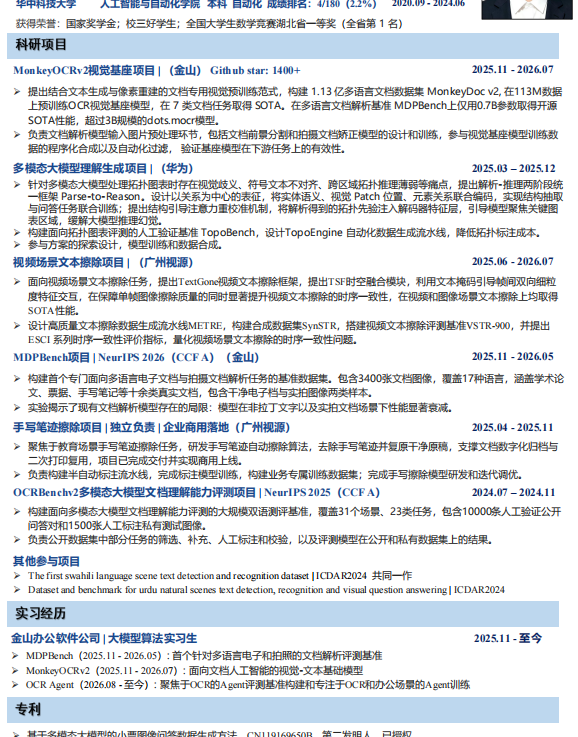 华中科技大学 人工智能与自动化学院 本科 自动化 成绩排名：4/180（2.2%） 2020.09 - 2024.06
获得荣誉：国家奖学金；校三好学生；全国大学生数学竞赛湖北省一等奖（全省第 1 名）
科研项目
MonkeyOCRv2视觉基座项目 | （金山） Github star: 1400+ 2025.11 - 2026.07
➢ 提出结合文本生成与像素重建的文档专用视觉预训练范式，构建 1.13 亿多语言文档数据集 MonkeyDoc v2, 在113M数据
上预训练OCR视觉基座模型，在 7 类文档任务取得 SOTA。在多语言文档解析基准 MDPBench上仅用0.7B参数取得开源
SOTA性能，超过3B规模的dots.mocr模型。
➢ 负责文档解析模型输入图片预处理环节，包括文档前景分割和拍摄文档矫正模型的设计和训练，参与视觉基座模型训练数
据的程序化合成以及自动化过滤， 验证基座模型在下游任务上的有效性。
多模态大模型理解生成项目 | （华为） 2025.03 – 2025.12
➢ 针对多模态大模型处理拓扑图表时存在视觉歧义、符号文本不对齐、跨区域拓扑推理薄弱等痛点，提出解析-推理两阶段统
一框架 Parse-to-Reason。设计以关系为中心的表征，将实体语义、视觉 Patch 位置、元素关系联合编码，实现结构抽取
与问答任务联合训练；提出结构引导注意力重校准机制，将解析得到的拓扑先验注入解码器特征层，引导模型聚焦关键图
表区域，缓解大模型推理幻觉。
➢ 构建面向拓扑图表评测的人工验证基准 TopoBench，设计TopoEngine 自动化数据生成流水线，降低拓扑标注成本。
➢ 参与方案的探索设计，模型训练和数据合成。
视频场景文本擦除项目 | （广州视源） 2025.06 - 2026.07
➢ 面向视频场景文本擦除任务，提出TextGone视频文本擦除框架，提出TSF时空融合模块，利用文本掩码引导帧间双向细粒
度特征交互，在保障单帧图像擦除质量的同时显著提升视频文本擦除的时序一致性，在视频和图像场景文本擦除上均取得
SOTA性能。
➢ 设计高质量文本擦除数据生成流水线METRE，构建合成数据集SynSTR，搭建视频文本擦除评测基准VSTR-900，并提出
ESCI 系列时序一致性评价指标，量化视频场景文本擦除的时序一致性问题。
MDPBench项目 | NeurIPS 2026（CCF A）（金山） 2025.11 - 2026.05
➢ 构建首个专门面向多语言电子文档与拍摄文档解析任务的基准数据集。包含3400张文档图像，覆盖17种语言，涵盖学术论
文、票据、手写笔记等十余类真实文档，包含干净电子档与实拍图像两类样本。
➢ 实验揭示了现有文档解析模型存在的局限：模型在非拉丁文字以及实拍文档场景下性能显著衰减。
手写笔迹擦除项目 | 独立负责 | 企业商用落地（广州视源） 2025.04 - 2025.11
➢ 聚焦于教育场景手写笔迹擦除任务，研发手写笔迹自动擦除算法，去除手写笔迹并复原干净原稿，支撑文档数字化归档与
二次打印复用，项目已完成交付并实现商用上线。
➢ 负责构建半自动标注流水线，完成标注模型训练，构建业务专属训练数据集；完成手写擦除模型研发和迭代调优。
OCRBenchv2多模态大模型文档理解能力评测项目 | NeurIPS 2025（CCF A） 2024.07 – 2024.11
➢ 构建面向多模态大模型文档理解能力评测的大规模双语测评基准，覆盖31个场景、23类任务，包含10000条人工验证公开
问答对和1500张人工标注私有测试图像。
➢ 负责公开数据集中部分任务的筛选、补充、人工标注和校验，以及评测模型在公开和私有数据集上的结果。
其他参与项目
➢ The first swahili language scene text detection and recognition dataset | ICDAR2024 共同一作
➢ Dataset and benchmark for urdu natural scenes text detection, recognition and visual question answering | ICDAR2024
实习经历
金山办公软件公司 | 大模型算法实习生 2025.11 - 至今
➢ MDPBench（2025.11 - 2026.05）: 首个针对多语言电子和拍照的文档解析评测基准
➢ MonkeyOCRv2（2025.11 - 2026.07）: 面向文档人工智能的视觉-文本基础模型
➢ OCR Agent（2026.08 - 至今）: 聚焦于OCR的Agent评测基准构建和专注于OCR和办公场景的Agent训练
专利
➢ 基于多模态大模型的小票图像问答数据生成方法，CN119169650B，第二发明人，已授权